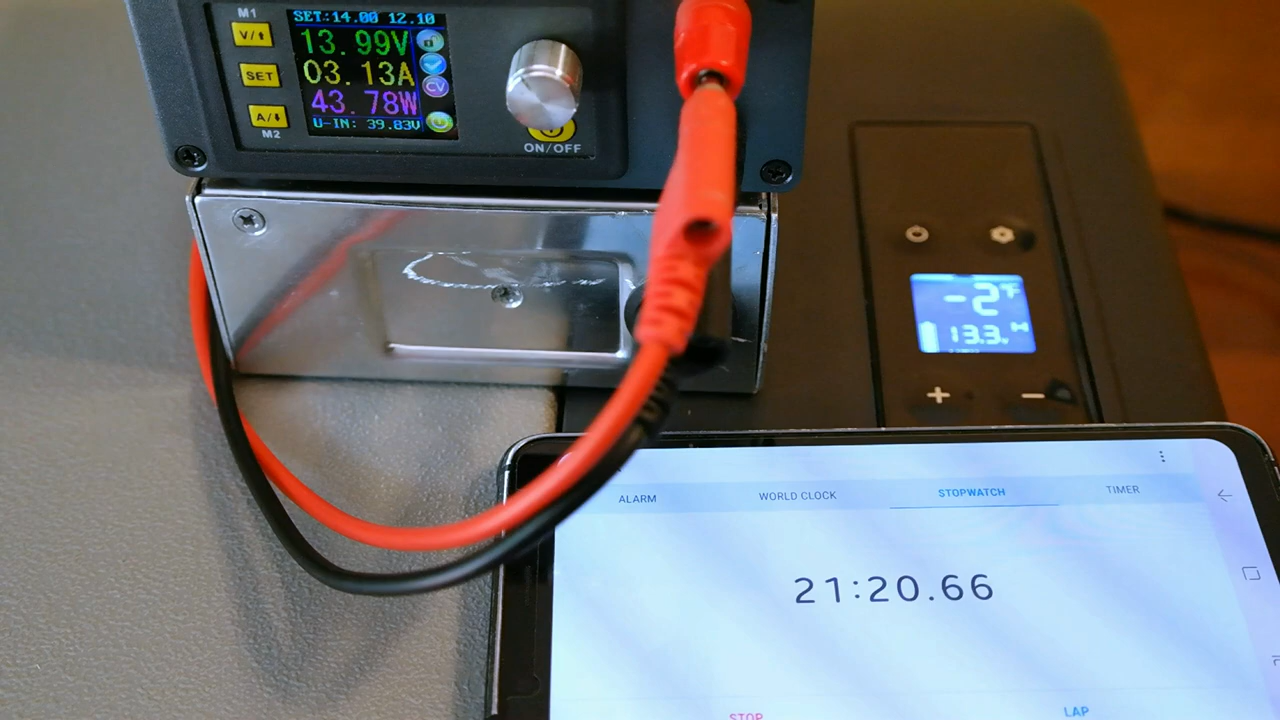 M1
V/⬆
SET
A/⬇
M2
SET:14.00 12.10
13.99V
03.13A
43.78W
U-IN: 39.83V
CV
ON/OFF
-2°F
13.3v
H
+
−
ALARM
WORLD CLOCK
STOPWATCH
TIMER
21:20.66
STOP
LAP